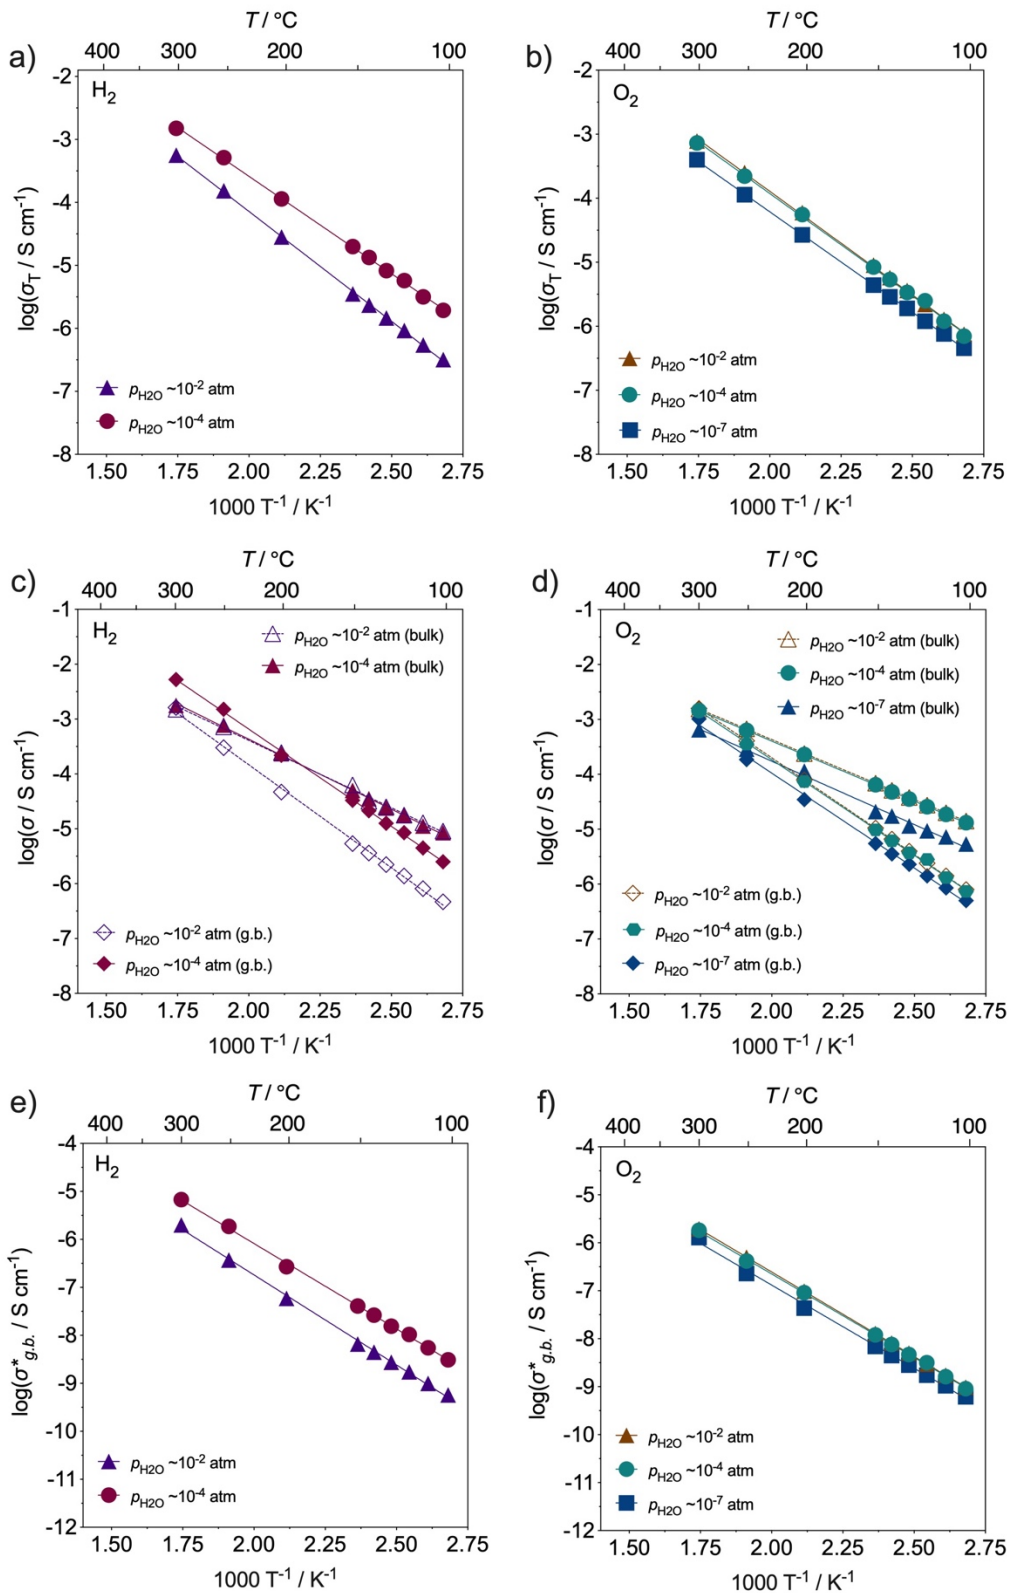 a)
T / °C
400 300 200 100
H2
-2
-3
-4
-5
-6
-7
-8
log(σT / S cm-1)
pH2O ~10-2 atm
pH2O ~10-4 atm
1.50 1.75 2.00 2.25 2.50 2.75
1000 T-1 / K-1
b)
T / °C
400 300 200 100
O2
-2
-3
-4
-5
-6
-7
-8
log(σT / S cm-1)
pH2O ~10-2 atm
pH2O ~10-4 atm
pH2O ~10-7 atm
1.50 1.75 2.00 2.25 2.50 2.75
1000 T-1 / K-1
c)
T / °C
400 300 200 100
H2
pH2O ~10-2 atm (bulk)
pH2O ~10-4 atm (bulk)
-1
-2
-3
-4
-5
-6
-7
-8
log(σ / S cm-1)
pH2O ~10-2 atm (g.b.)
pH2O ~10-4 atm (g.b.)
1.50 1.75 2.00 2.25 2.50 2.75
1000 T-1 / K-1
d)
T / °C
400 300 200 100
O2
pH2O ~10-2 atm (bulk)
pH2O ~10-4 atm (bulk)
pH2O ~10-7 atm (bulk)
-1
-2
-3
-4
-5
-6
-7
-8
log(σ / S cm-1)
pH2O ~10-2 atm (g.b.)
pH2O ~10-4 atm (g.b.)
pH2O ~10-7 atm (g.b.)
1.50 1.75 2.00 2.25 2.50 2.75
1000 T-1 / K-1
e)
T / °C
400 300 200 100
H2
-4
-5
-6
-7
-8
-9
-10
-11
-12
log(σ*g.b. / S cm-1)
pH2O ~10-2 atm
pH2O ~10-4 atm
1.50 1.75 2.00 2.25 2.50 2.75
1000 T-1 / K-1
f)
T / °C
400 300 200 100
O2
-4
-5
-6
-7
-8
-9
-10
-11
-12
log(σ*g.b. / S cm-1)
pH2O ~10-2 atm
pH2O ~10-4 atm
pH2O ~10-7 atm
1.50 1.75 2.00 2.25 2.50 2.75
1000 T-1 / K-1